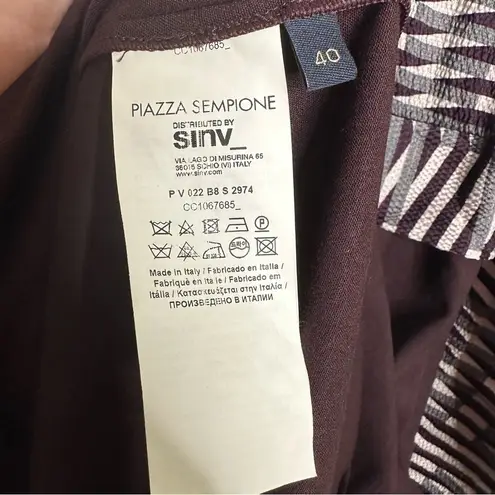 CC1067685_
40
PIAZZA SEMPIONE
DISTRIBUTED BY
SINV_
VIA LAGO DI MISURINA 65
36015 SCHIO (VI) ITALY
www.sinv.com
P V 022 B8 S 2974
CC1067685_
Made in Italy / Fabricado en Italia /
Fabriqué en Italie / Fabricado em
Itália / Κατασκευάζεται στην Ιταλία /
ПРОИЗВЕДЕНО В ИТАЛИИ